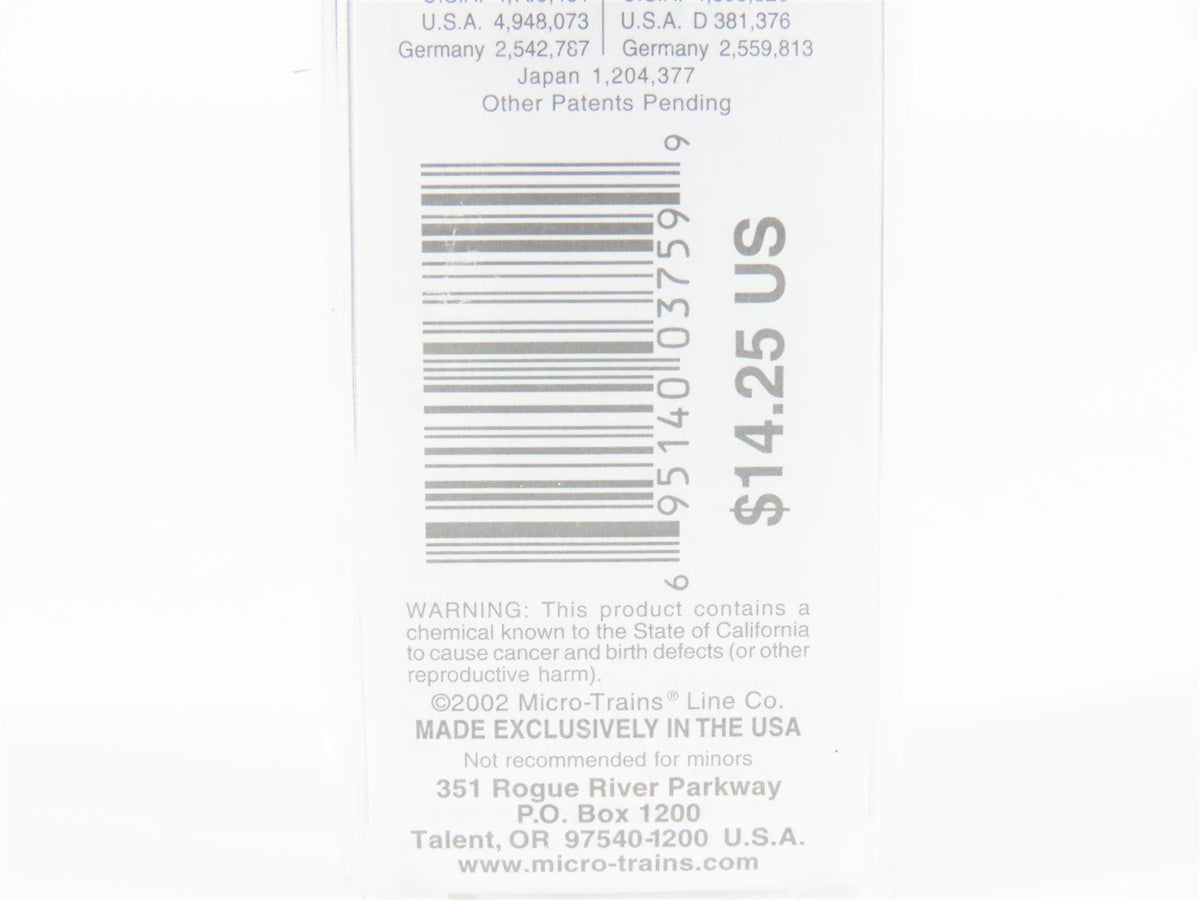 U.S.A. 4,948,073 U.S.A. D 381,376
Germany 2,542,787 Germany 2,559,813
Japan 1,204,377
Other Patents Pending
6 95140 03759 9
$14.25 US
WARNING: This product contains a
chemical known to the State of California
to cause cancer and birth defects (or other
reproductive harm).
©2002 Micro-Trains® Line Co.
MADE EXCLUSIVELY IN THE USA
Not recommended for minors
351 Rogue River Parkway
P.O. Box 1200
Talent, OR 97540-1200 U.S.A.
www.micro-trains.com